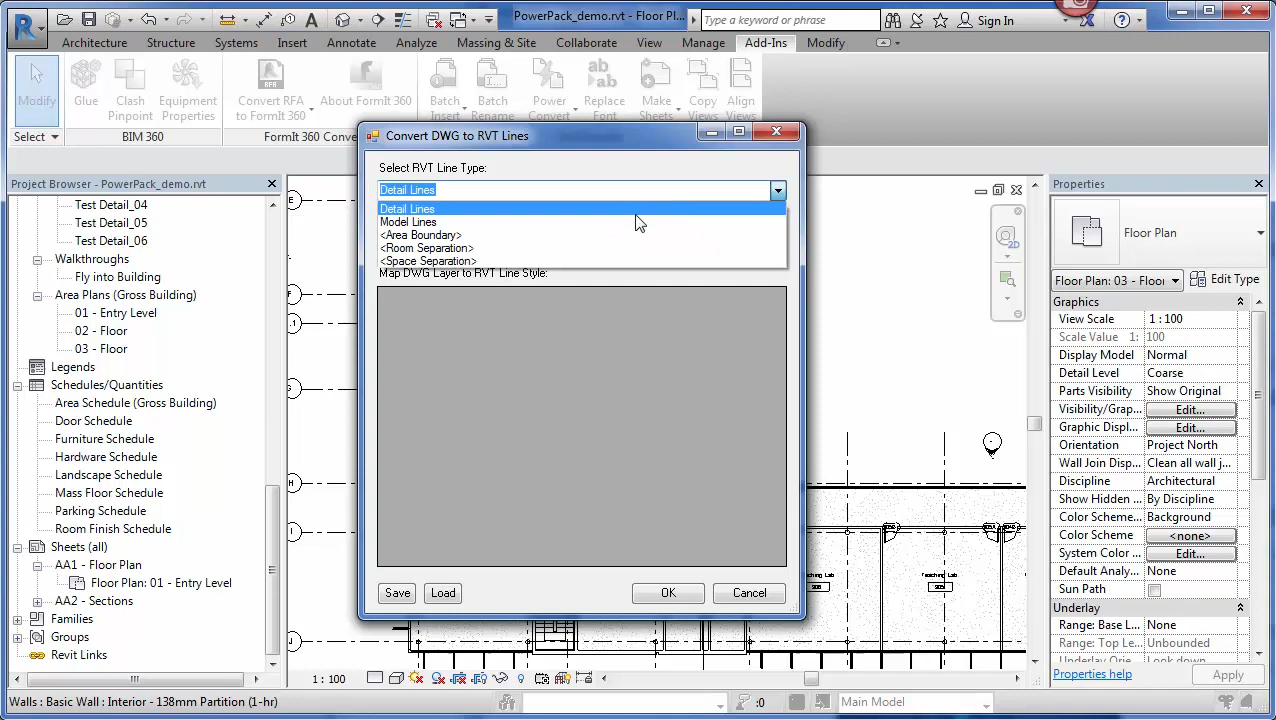 PowerPack_demo.rvt - Floor Pl...
Type a keyword or phrase
Sign In
Architecture
Structure
Systems
Insert
Annotate
Analyze
Massing & Site
Collaborate
View
Manage
Add-Ins
Modify
Modify
Glue
Clash
Pinpoint
Equipment
Properties
Convert RFA
to FormIt 360
About FormIt 360
Batch
Insert
Batch
Rename
Power
Convert
Replace
Font
Make
Sheets
Copy
Views
Align
Views
Select
BIM 360
FormIt 360 Conve
Project Browser - PowerPack_demo.rvt
Test Detail_04
Test Detail_05
Test Detail_06
Walkthroughs
Fly into Building
Area Plans (Gross Building)
01 - Entry Level
02 - Floor
03 - Floor
Legends
Schedules/Quantities
Area Schedule (Gross Building)
Door Schedule
Furniture Schedule
Hardware Schedule
Landscape Schedule
Mass Floor Schedule
Parking Schedule
Room Finish Schedule
Sheets (all)
AA1 - Floor Plan
Floor Plan: 01 - Entry Level
AA2 - Sections
Families
Groups
Revit Links
E
F
.1
G
H
I
Convert DWG to RVT Lines
Select RVT Line Type:
Detail Lines
Detail Lines
Model Lines
<Area Boundary>
<Room Separation>
<Space Separation>
Map DWG Layer to RVT Line Style:
Save
Load
OK
Cancel
2D
Teaching Lab
Properties
Floor Plan
Floor Plan: 03 - Floor
Edit Type
Graphics
View Scale
1 : 100
Scale Value 1:
100
Display Model
Normal
Detail Level
Coarse
Parts Visibility
Show Original
Visibility/Grap...
Edit...
Graphic Displ...
Edit...
Orientation
Project North
Wall Join Displ...
Clean all wall j...
Discipline
Architectural
Show Hidden ...
By Discipline
Color Scheme...
Background
Color Scheme
<none>
System Color ...
Edit...
Default Analy...
None
Sun Path
Underlay
Range: Base L...
None
Range: Top Le...
Unbounded
Underlay Orie...
Look down
Properties help
Apply
1 : 100
Walls : Basic Wall : Interior - 138mm Partition (1-hr)
:0
Main Model